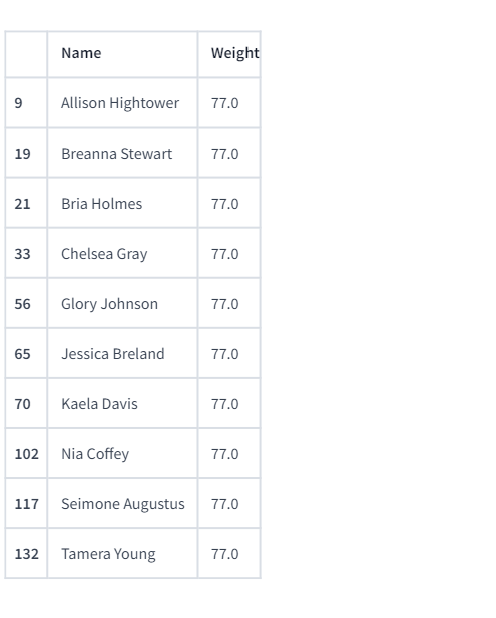 Name Weight
9 Allison Hightower 77.0
19 Breanna Stewart 77.0
21 Bria Holmes 77.0
33 Chelsea Gray 77.0
56 Glory Johnson 77.0
65 Jessica Breland 77.0
70 Kaela Davis 77.0
102 Nia Coffey 77.0
117 Seimone Augustus 77.0
132 Tamera Young 77.0